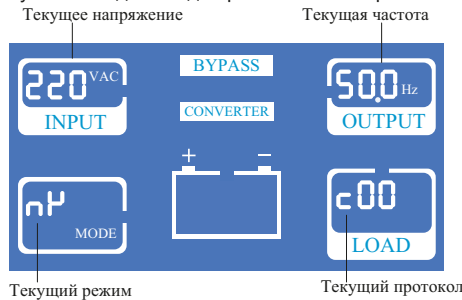 Текущее напряжение Текущая частота
220 VAC
INPUT
BYPASS
CONVERTER
50.0 Hz
OUTPUT
+ −
MODE
c00
LOAD
Текущий режим
Текущий протокол